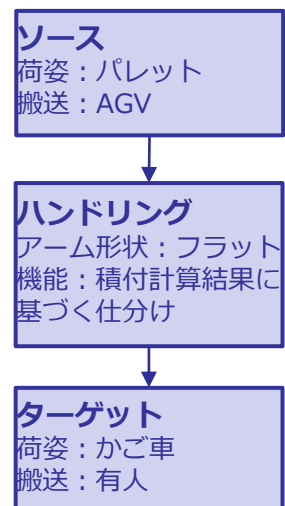 ソース
荷姿：パレット
搬送：AGV
ハンドリング
アーム形状：フラット
機能：積付計算結果に
基づく仕分け
ターゲット
荷姿：かご車
搬送：有人